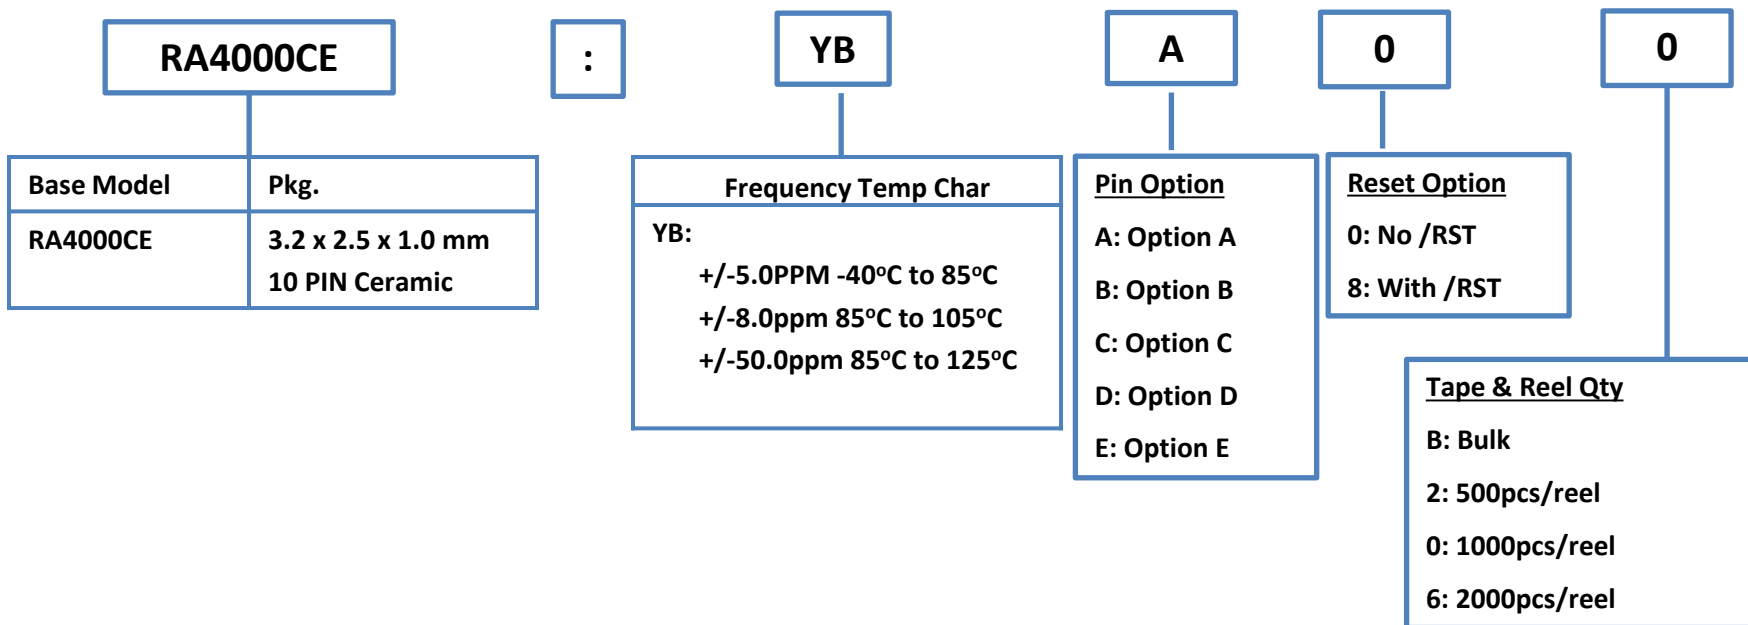 RA4000CE : YB A 0 0
Base Model Pkg.
RA4000CE 3.2 x 2.5 x 1.0 mm
10 PIN Ceramic
Frequency Temp Char
YB:
+/-5.0PPM -40ºC to 85ºC
+/-8.0ppm 85ºC to 105ºC
+/-50.0ppm 85ºC to 125ºC
Pin Option
A: Option A
B: Option B
C: Option C
D: Option D
E: Option E
Reset Option
0: No /RST
8: With /RST
Tape & Reel Qty
B: Bulk
2: 500pcs/reel
0: 1000pcs/reel
6: 2000pcs/reel